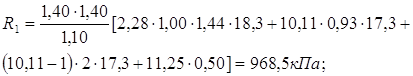 R₁ = 1,40·1,40/1,10 [2,28·1,00·1,44·18,3+10,11·0,93·17,3+
(10,11−1)·2·17,3+11,25·0,50] = 968,5кПа;